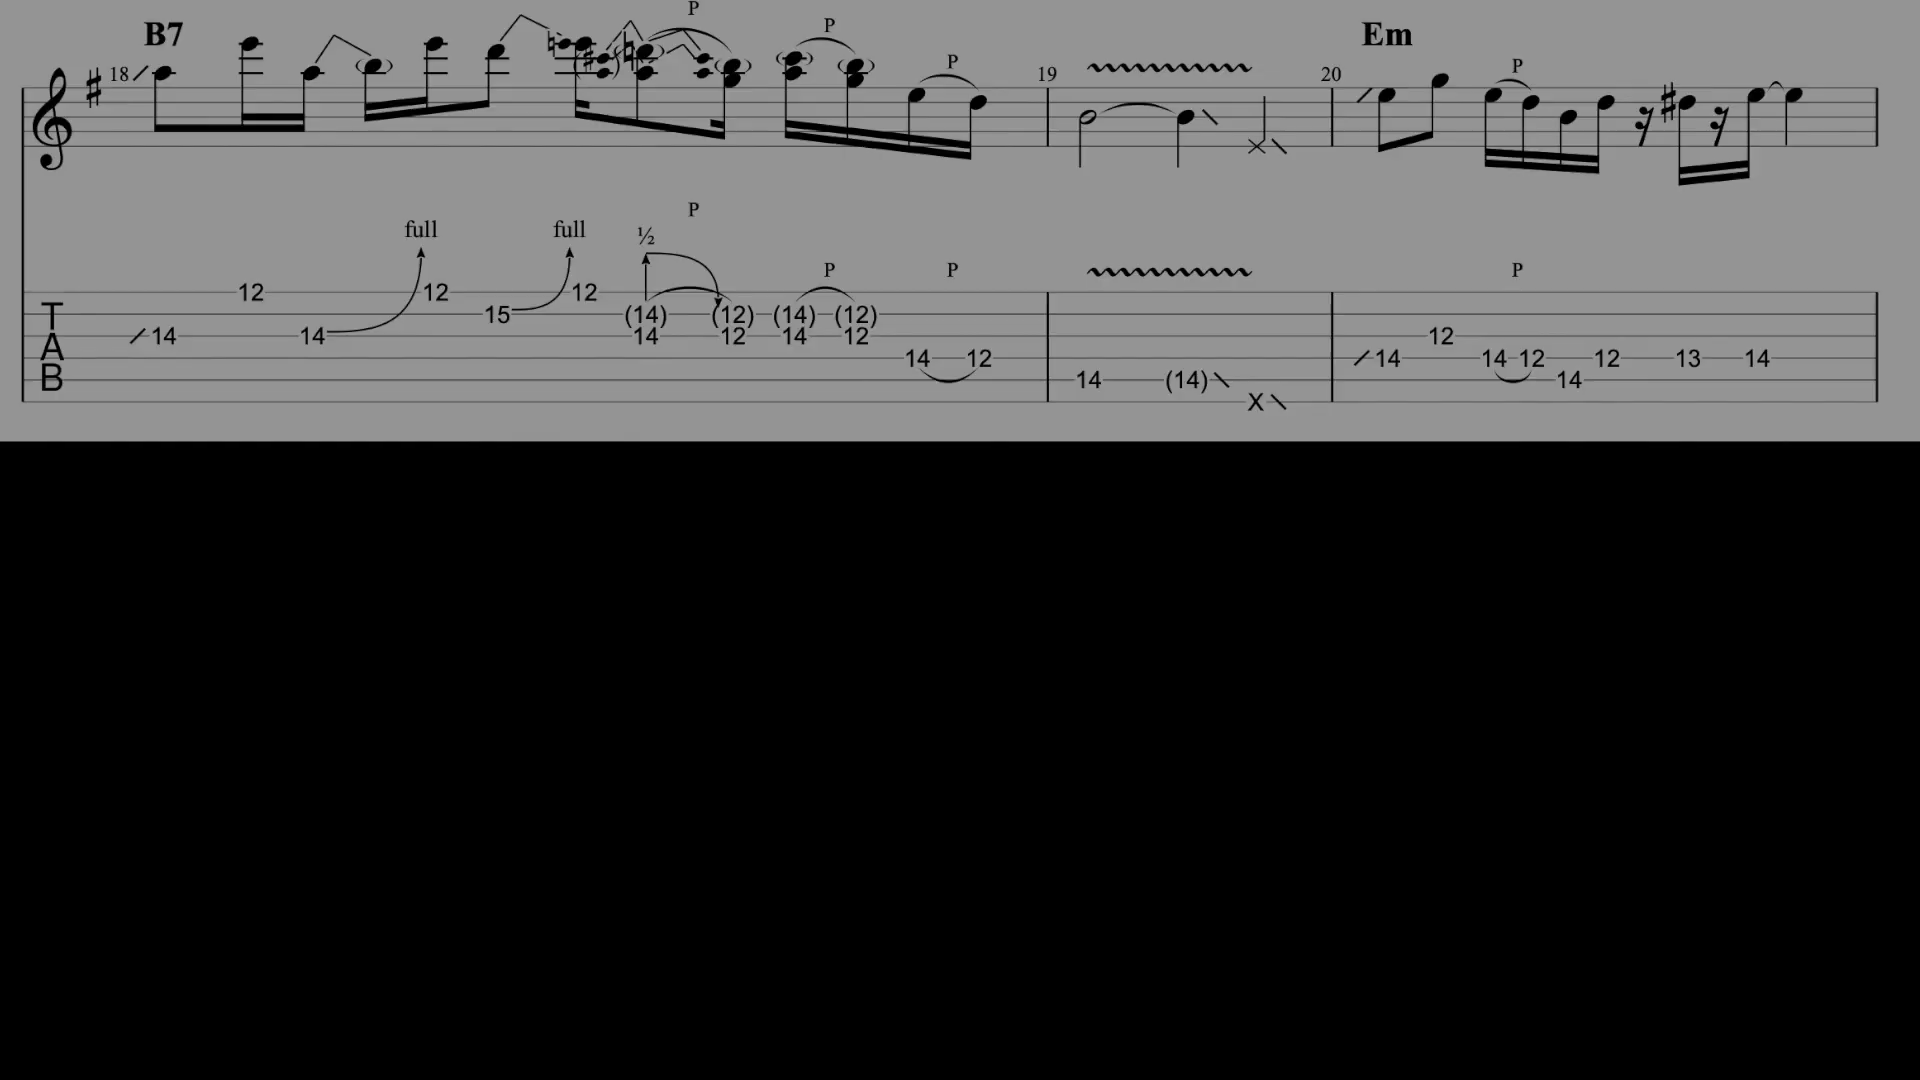 B7 P P Em
18 P 19 20 P
P
full full ½
P P P
12 12 12
T 15 (14) (12) (14) (12)
14 14 14 12 14 12 12
A 14 12 14 14 12 12 13 14
B 14 (14) 14
X